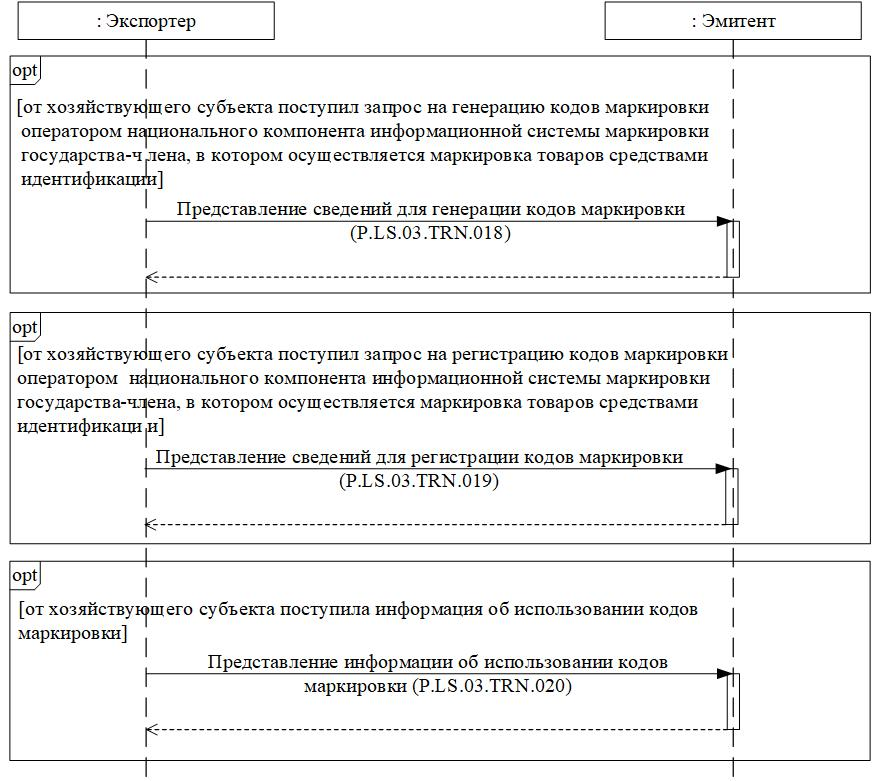 : Экспортер
: Эмитент
opt
[от хозяйствующего субъекта поступил запрос на генерацию кодов маркировки
оператором национального компонента информационной системы маркировки
государства-члена, в котором осуществляется маркировка товаров средствами
идентификации]
Представление сведений для генерации кодов маркировки
(P.LS.03.TRN.018)
opt
[от хозяйствующего субъекта поступил запрос на регистрацию кодов маркировки
оператором национального компонента информационной системы маркировки
государства-члена, в котором осуществляется маркировка товаров средствами
идентификации]
Представление сведений для регистрации кодов маркировки
(P.LS.03.TRN.019)
opt
[от хозяйствующего субъекта поступила информация об использовании кодов
маркировки]
Представление информации об использовании кодов
маркировки (P.LS.03.TRN.020)